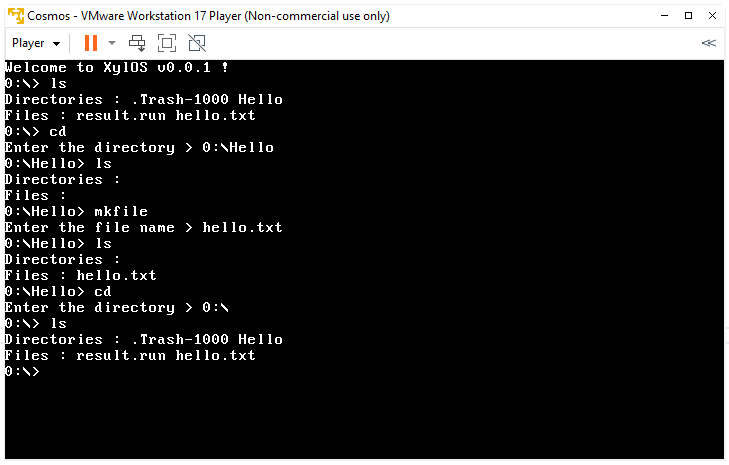 Cosmos - VMware Workstation 17 Player (Non-commercial use only)
Player
Welcome to XylOS v0.0.1 !
0:\> ls
Directories : .Trash-1000 Hello
Files : result.run hello.txt
0:\> cd
Enter the directory > 0:\Hello
0:\Hello> ls
Directories :
Files :
0:\Hello> mkfile
Enter the file name > hello.txt
0:\Hello> ls
Directories :
Files : hello.txt
0:\Hello> cd
Enter the directory > 0:\
0:\> ls
Directories : .Trash-1000 Hello
Files : result.run hello.txt
0:\>